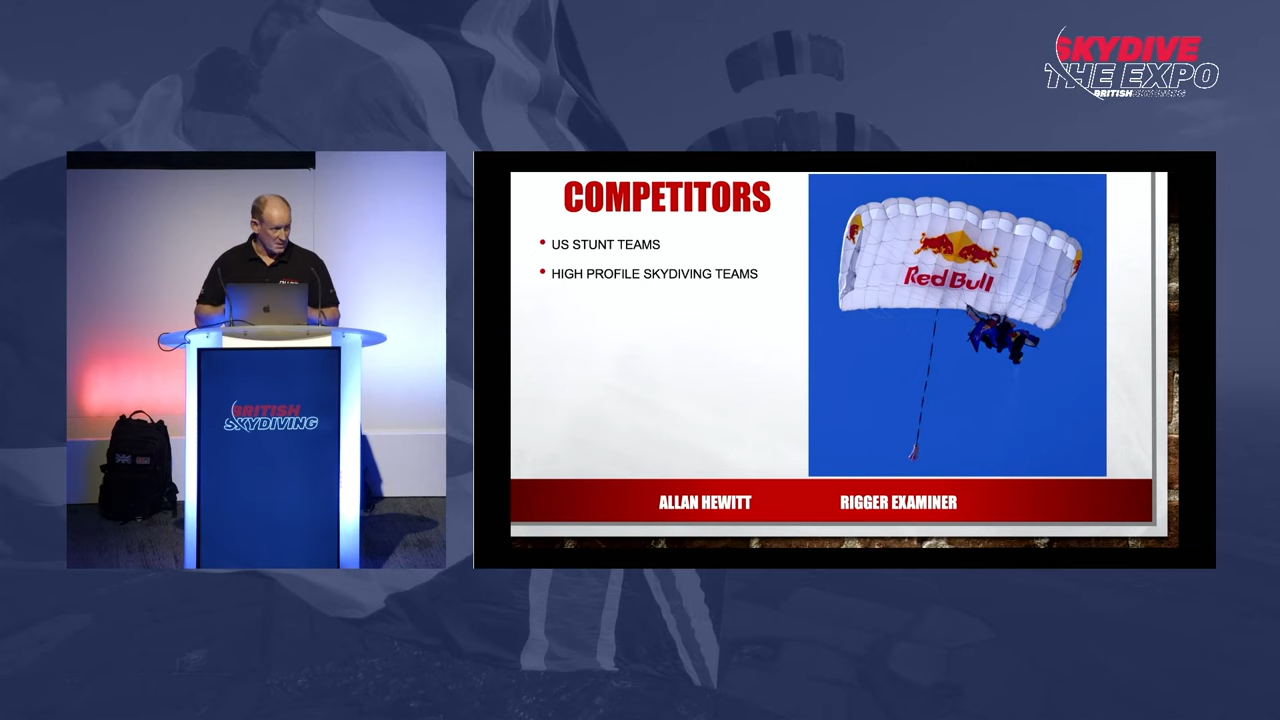 SKYDIVE
THE EXPO
BRITISH SKYDIVING
COMPETITORS
US STUNT TEAMS
HIGH PROFILE SKYDIVING TEAMS
Red Bull
BRITISH
SKYDIVING
ALLAN HEWITT
RIGGER EXAMINER